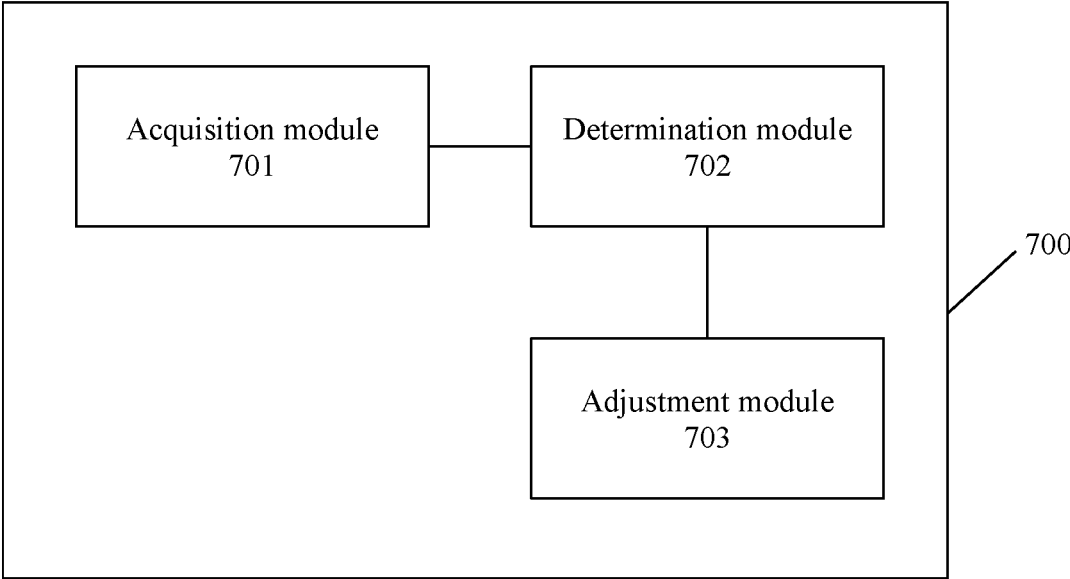 Acquisition module
701
Determination module
702
700
Adjustment module
703